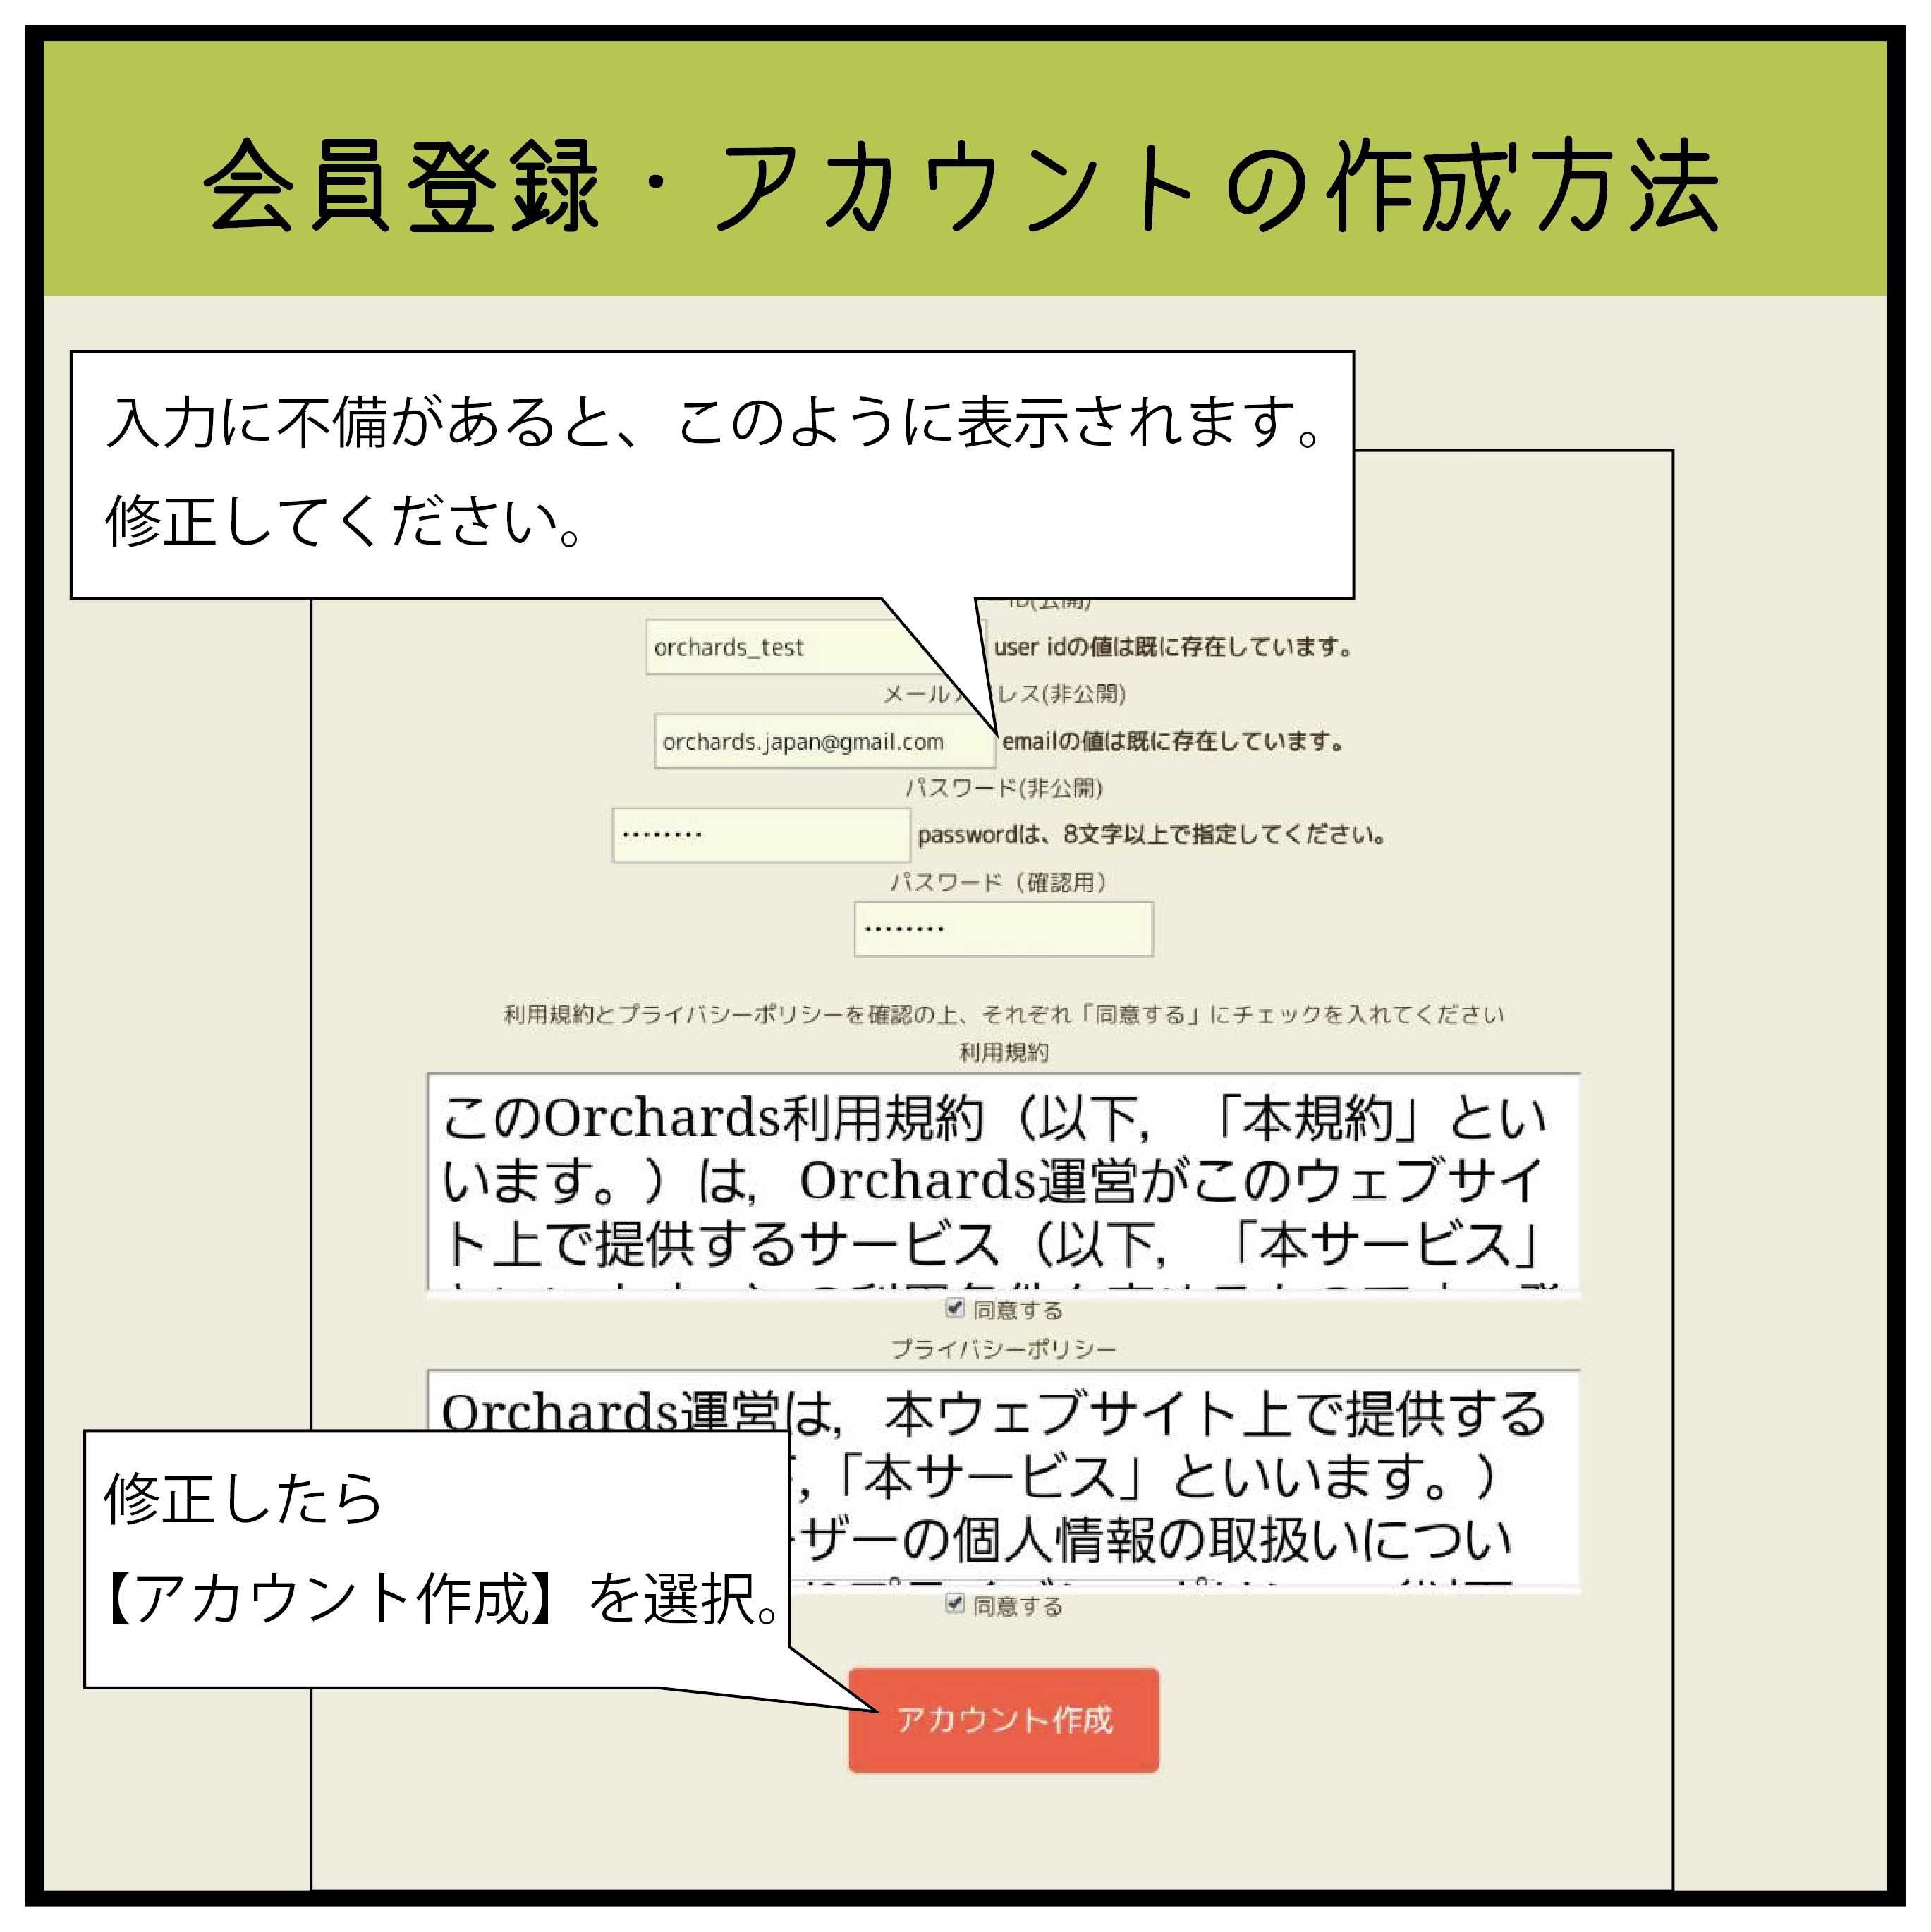 会員登録・アカウントの作成方法
入力に不備があると、このように表示されます。
修正してください。
ID(公開)
orchards_test
user idの値は既に存在しています。
メールアドレス(非公開)
orchards.japan@gmail.com
emailの値は既に存在しています。
パスワード(非公開)
••••••••
passwordは、8文字以上で指定してください。
パスワード（確認用）
••••••••
利用規約とプライバシーポリシーを確認の上、それぞれ「同意する」にチェックを入れてください
利用規約
このOrchards利用規約（以下，「本規約」とい
います。）は，Orchards運営がこのウェブサイ
ト上で提供するサービス（以下，「本サービス」
同意する
プライバシーポリシー
Orchards運営は，本ウェブサイト上で提供する
，「本サービス」といいます。）
ーザーの個人情報の取扱いについ
同意する
修正したら
【アカウント作成】を選択。
アカウント作成